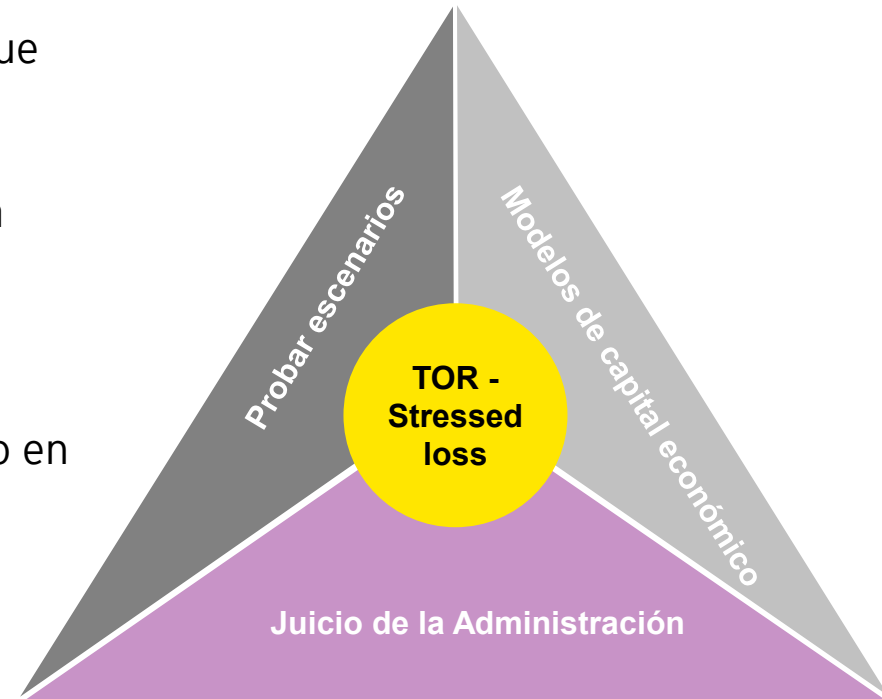 ue
Probar escenarios
Modelos de capital económico
TOR -
Stressed
loss
en
Juicio de la Administración